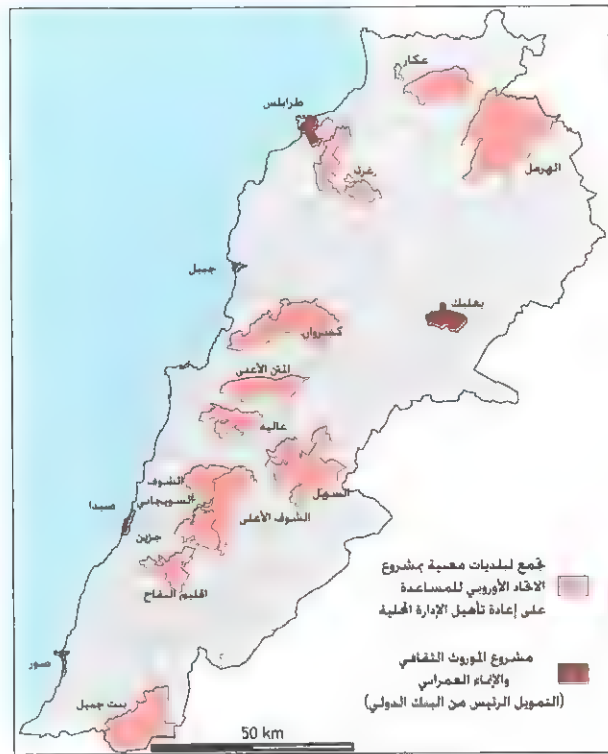 عكار
طرابلس
الهرمل
جبيل
بعلبك
كسروان
المتن الأعلى
عاليه
الشوف
السويجاني
السهل
صيدا
الشوف الأعلى
جزين
اقليم التفاح
تجمع لبلديات معنية بمشروع
الاتحاد الأوروبي للمساعدة
على إعادة تأهيل الإدارة المحلية
صور
مشروع الموروث الثقافي
والإنماء العمراني
(التمويل الرئيس من البنك الدولي)
بنت جبيل
50 km